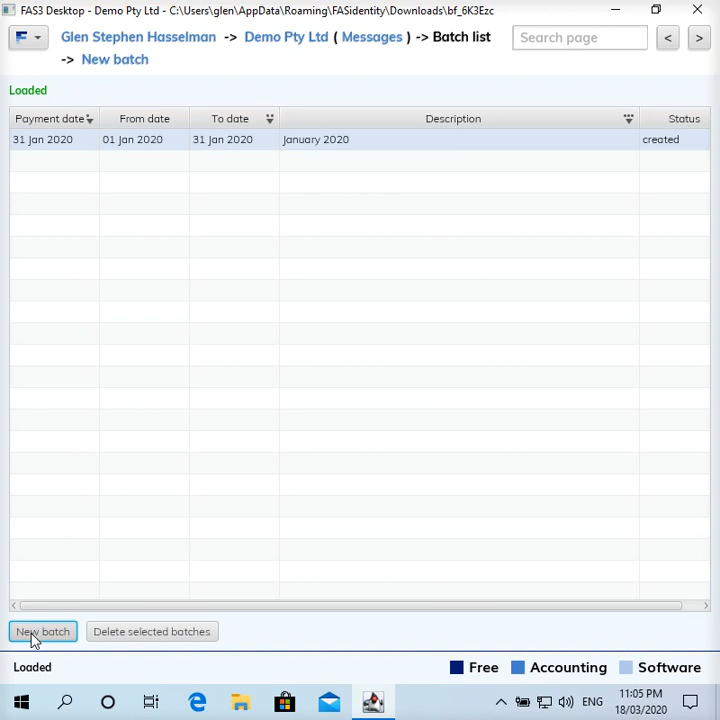 FAS3 Desktop - Demo Pty Ltd - C:\Users\glen\AppData\Roaming\FASidentity\Downloads\bf_6K3Ezc
Glen Stephen Hasselman -> Demo Pty Ltd ( Messages ) -> Batch list
-> New batch
Search page
< >
Loaded
Payment date From date To date Description Status
31 Jan 2020 01 Jan 2020 31 Jan 2020 January 2020 created
New batch Delete selected batches
Loaded Free Accounting Software
ENG 11:05 PM
18/03/2020